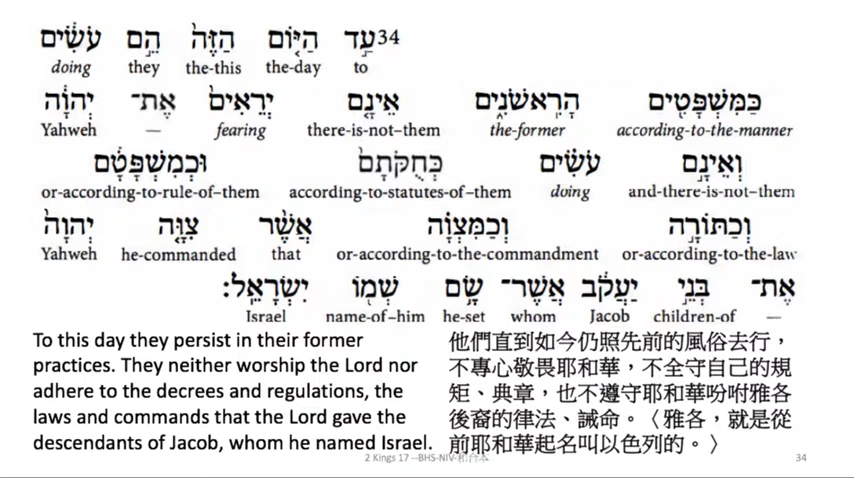 34 עַ֚ד הַיּ֣וֹם הַזֶּ֔ה הֵ֣ם עֹשִׂ֔ים
to the-day the-this they doing
כַּמִּשְׁפָּטִ֖ים הָרִֽאשֹׁנִ֑ים אֵינָ֤ם יְרֵאִים֙ אֶת־ יְהוָ֔ה
according-to-the-manner the-former there-is-not–them fearing — Yahweh
וְאֵינָ֣ם עֹשִׂ֗ים כְּחֻקֹּתָם֙ וּכְמִשְׁפָּטָ֔ם
and-there-is-not–them doing according-to-statutes-of–them or-according-to-rule-of–them
וְכַתּוֹרָ֣ה וְכַמִּצְוָ֗ה אֲשֶׁ֨ר צִוָּ֤ה יְהוָה֙
or-according-to-the-law or-according-to-the-commandment that he-commanded Yahweh
אֶת־ בְּנֵ֣י יַעֲקֹ֔ב אֲשֶׁר־ שָׂ֥ם שְׁמ֖וֹ יִשְׂרָאֵֽל׃
— children-of Jacob whom he-set name-of–him Israel
To this day they persist in their former
practices. They neither worship the Lord nor
adhere to the decrees and regulations, the
laws and commands that the Lord gave the
descendants of Jacob, whom he named Israel.
他們直到如今仍照先前的風俗去行，
不專心敬畏耶和華，不全守自己的規
矩、典章，也不遵守耶和華吩咐雅各
後裔的律法、誡命。〈雅各，就是從
前耶和華起名叫以色列的。〉
2 Kings 17 --BHS-NIV-和合本
34